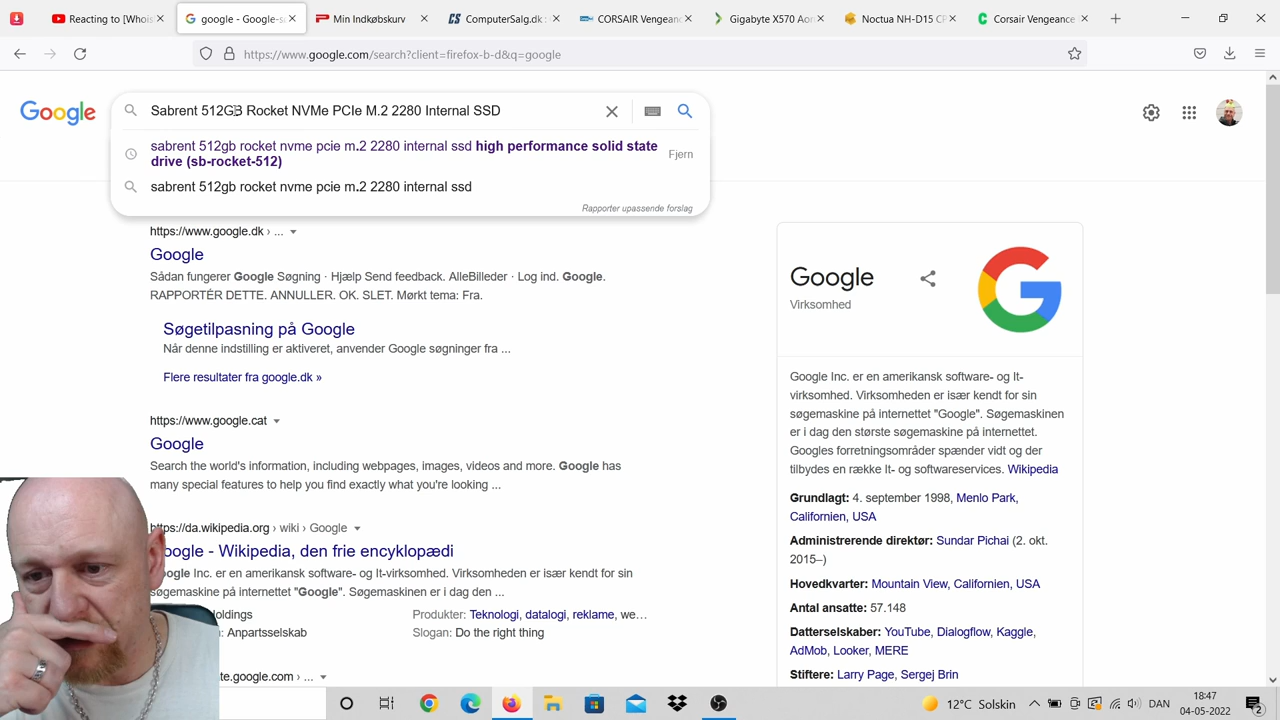 Reacting to [Whois
google - Google-s
Min Indkøbskurv
ComputerSalg.dk :
CORSAIR Vengean
Gigabyte X570 Aor
Noctua NH-D15 C
Corsair Vengeance
https://www.google.com/search?client=firefox-b-d&q=google
Google
Sabrent 512GB Rocket NVMe PCIe M.2 2280 Internal SSD
sabrent 512gb rocket nvme pcie m.2 2280 internal ssd high performance solid state
drive (sb-rocket-512)
Fjern
sabrent 512gb rocket nvme pcie m.2 2280 internal ssd
Rapporter upassende forslag
https://www.google.dk › ...
Google
Sådan fungerer Google Søgning · Hjælp Send feedback. AlleBilleder · Log ind. Google.
RAPPORTÉR DETTE. ANNULLER. OK. SLET. Mørkt tema: Fra.
Søgetilpasning på Google
Når denne indstilling er aktiveret, anvender Google søgninger fra ...
Flere resultater fra google.dk »
https://www.google.cat
Google
Search the world's information, including webpages, images, videos and more. Google has
many special features to help you find exactly what you're looking ...
https://da.wikipedia.org › wiki › Google
oogle - Wikipedia, den frie encyklopædi
oogle Inc. er en amerikansk software- og It-virksomhed. Virksomheden er især kendt for sin
søgemaskine på internettet "Google". Søgemaskinen er i dag den ...
oldings
Produkter: Teknologi, datalogi, reklame, we…
: Anpartsselskab
Slogan: Do the right thing
te.google.com › ...
Google
Virksomhed
Google Inc. er en amerikansk software- og It-
virksomhed. Virksomheden er især kendt for sin
søgemaskine på internettet "Google". Søgemaskinen
er i dag den største søgemaskine på internettet.
Googles forretningsområder spænder vidt og der
tilbydes en række It- og softwareservices. Wikipedia
Grundlagt: 4. september 1998, Menlo Park,
Californien, USA
Administrerende direktør: Sundar Pichai (2. okt.
2015–)
Hovedkvarter: Mountain View, Californien, USA
Antal ansatte: 57.148
Datterselskaber: YouTube, Dialogflow, Kaggle,
AdMob, Looker, MERE
Stiftere: Larry Page, Sergej Brin
12°C Solskin
DAN
18:47
04-05-2022
2